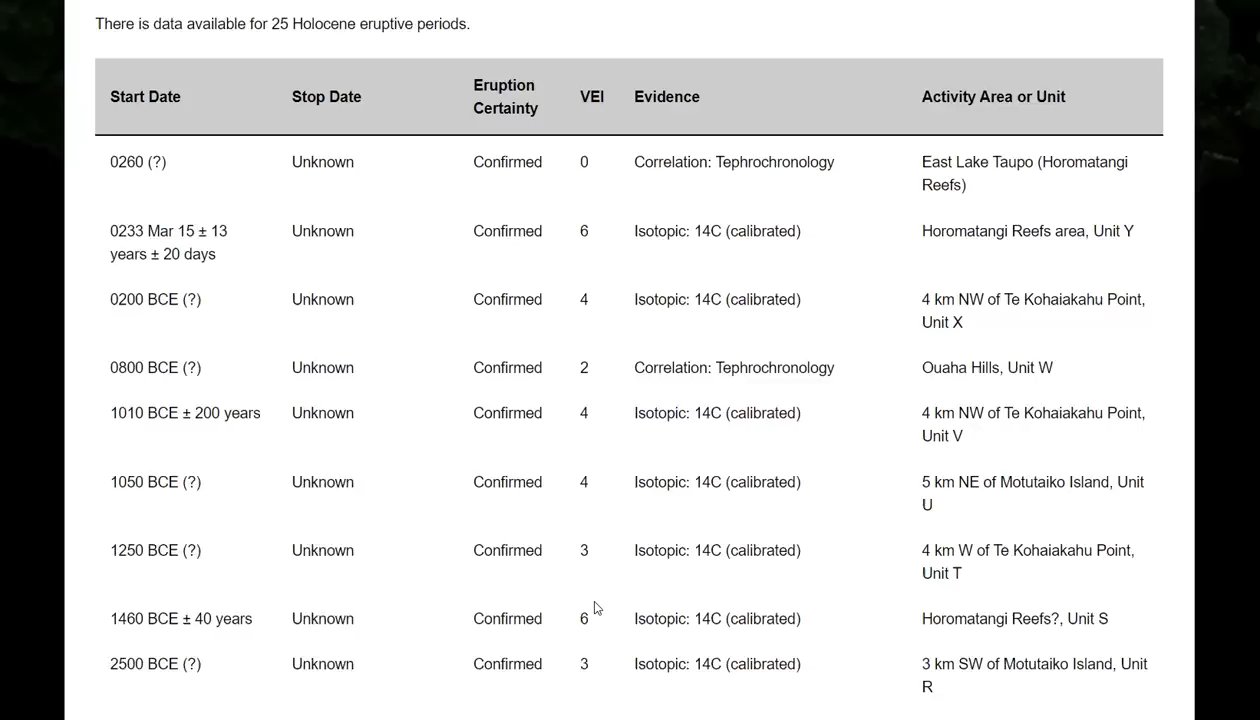 There is data available for 25 Holocene eruptive periods.
Start Date Stop Date Eruption Certainty VEI Evidence Activity Area or Unit
0260 (?) Unknown Confirmed 0 Correlation: Tephrochronology East Lake Taupo (Horomatangi
Reefs)
0233 Mar 15 ± 13 Unknown Confirmed 6 Isotopic: 14C (calibrated) Horomatangi Reefs area, Unit Y
years ± 20 days
0200 BCE (?) Unknown Confirmed 4 Isotopic: 14C (calibrated) 4 km NW of Te Kohaiakahu Point,
Unit X
0800 BCE (?) Unknown Confirmed 2 Correlation: Tephrochronology Ouaha Hills, Unit W
1010 BCE ± 200 years Unknown Confirmed 4 Isotopic: 14C (calibrated) 4 km NW of Te Kohaiakahu Point,
Unit V
1050 BCE (?) Unknown Confirmed 4 Isotopic: 14C (calibrated) 5 km NE of Motutaiko Island, Unit
U
1250 BCE (?) Unknown Confirmed 3 Isotopic: 14C (calibrated) 4 km W of Te Kohaiakahu Point,
Unit T
1460 BCE ± 40 years Unknown Confirmed 6 Isotopic: 14C (calibrated) Horomatangi Reefs?, Unit S
2500 BCE (?) Unknown Confirmed 3 Isotopic: 14C (calibrated) 3 km SW of Motutaiko Island, Unit
R